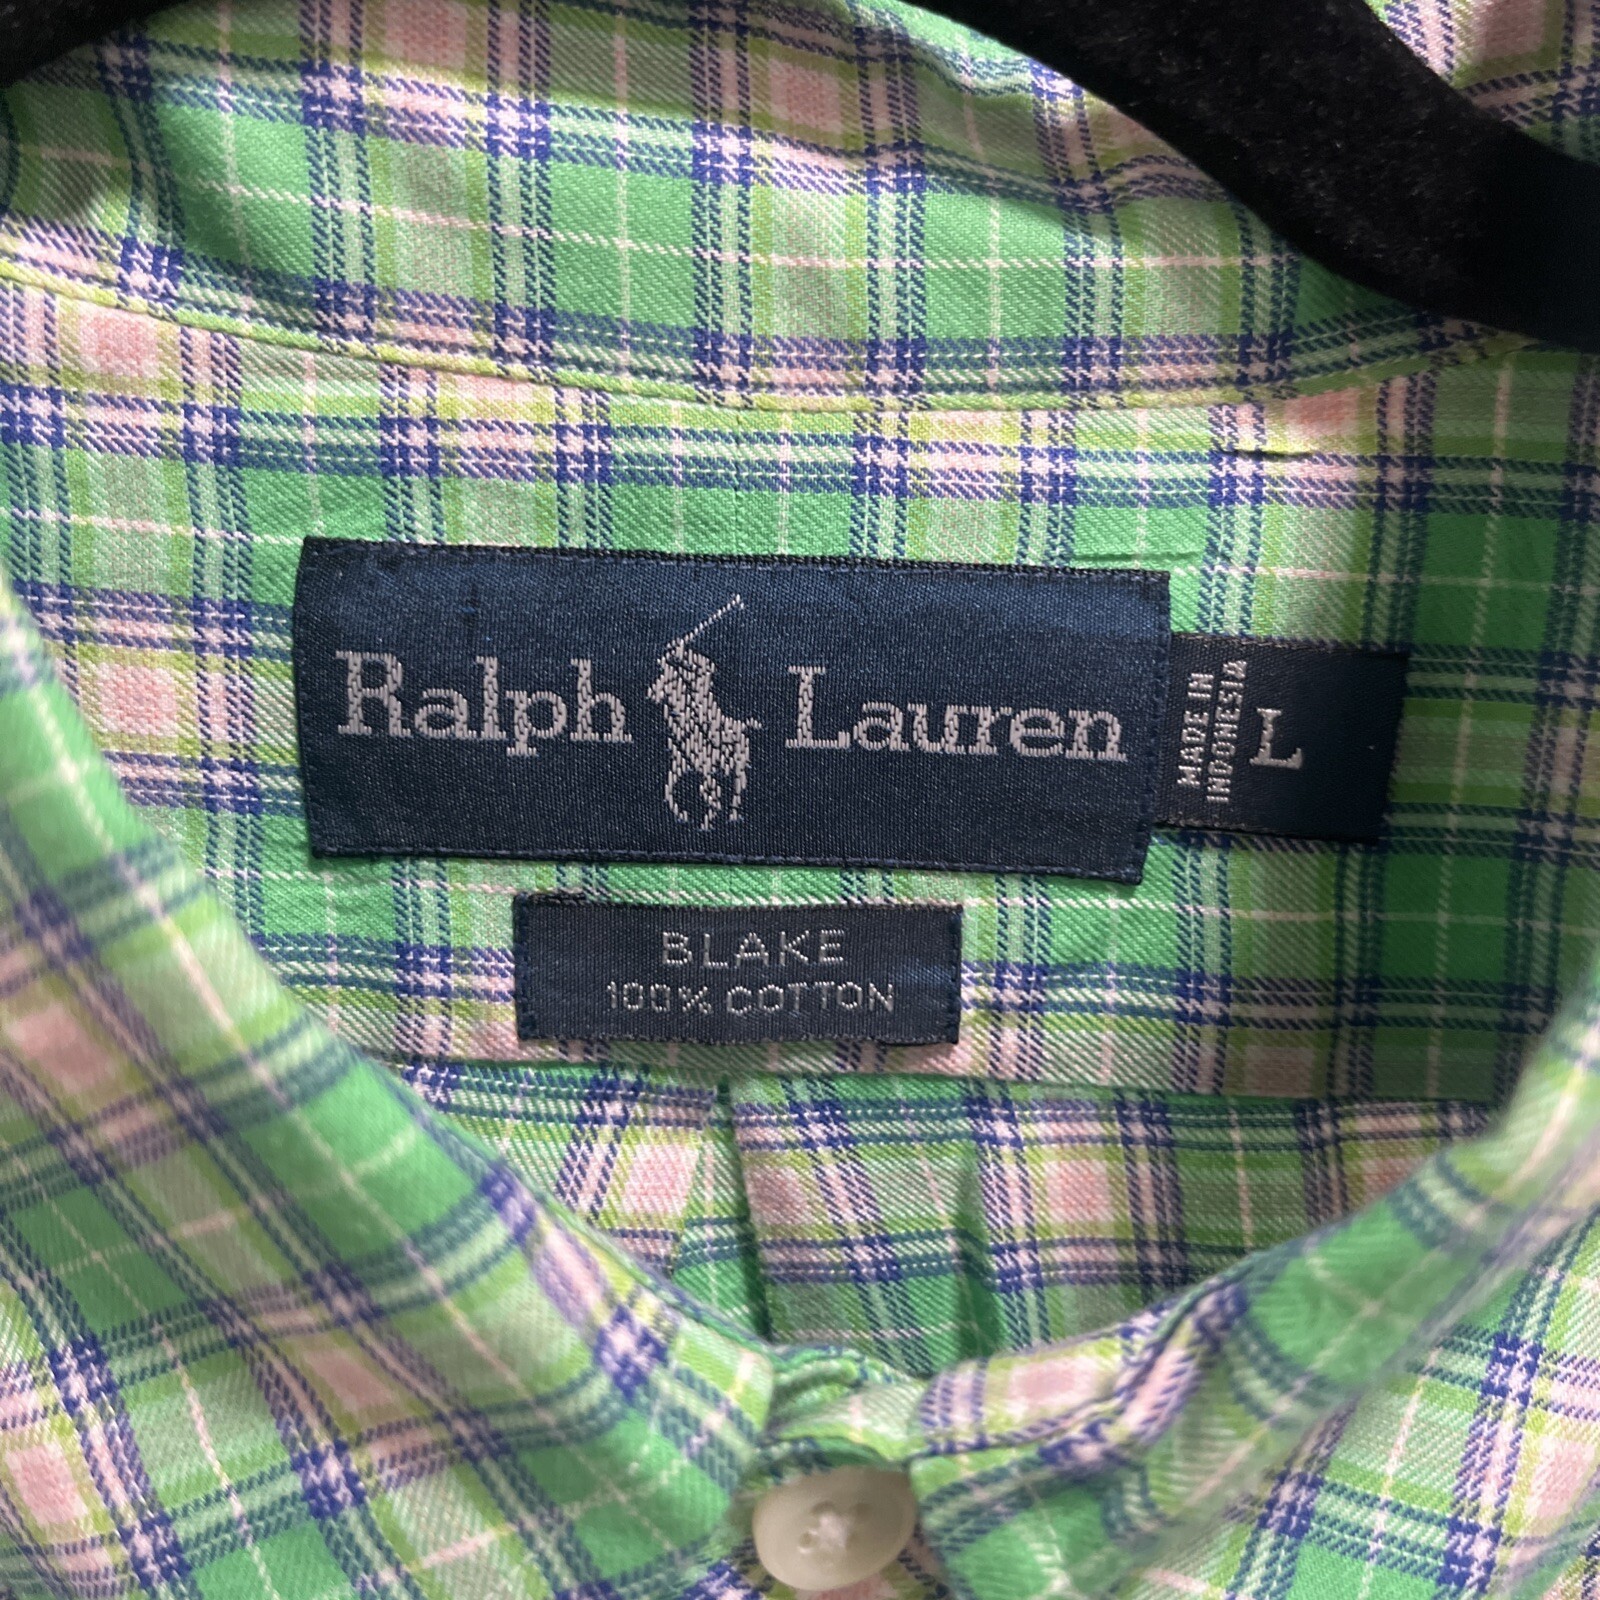 Ralph Lauren
MADE IN
INDONESIA
L
BLAKE
100% COTTON